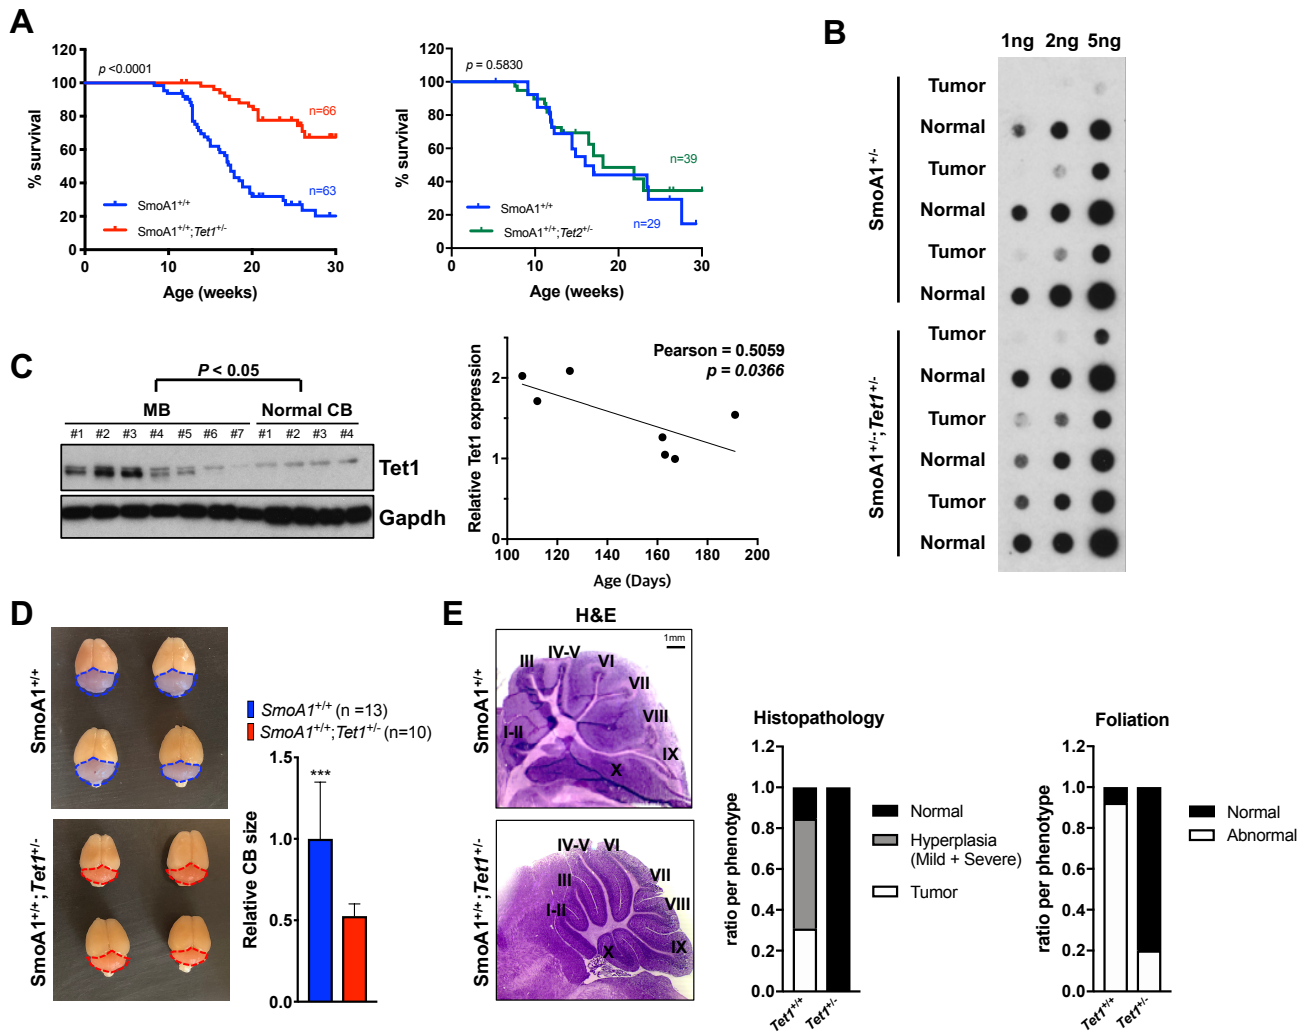 A
120
100
80
60
40
20
0
% survival
p <0.0001
n=66
n=63
SmoA1+/+
SmoA1+/+;Tet1+/-
0
10
20
30
Age (weeks)
120
100
80
60
40
20
0
% survival
p = 0.5830
n=39
n=29
SmoA1+/+
SmoA1+/+;Tet2+/-
0
10
20
30
Age (weeks)
B
1ng 2ng 5ng
SmoA1+/-
Tumor
Normal
Tumor
Normal
Tumor
Normal
SmoA1+/-;Tet1+/-
Tumor
Normal
Tumor
Normal
Tumor
Normal
C
P < 0.05
MB Normal CB
#1 #2 #3 #4 #5 #6 #7 #1 #2 #3 #4
Tet1
Gapdh
Relative Tet1 expression
2
1
0
Pearson = 0.5059
p = 0.0366
100 120 140 160 180 200
Age (Days)
D
SmoA1+/+
SmoA1+/+;Tet1+/-
SmoA1+/+ (n =13)
SmoA1+/+;Tet1+/- (n=10)
Relative CB size
1.5
1.0
0.5
0.0
***
E
H&E
SmoA1+/+
1mm
III
IV-V
VI
VII
VIII
I-II
IX
X
SmoA1+/+;Tet1+/-
IV-V
VI
III
VII
I-II
VIII
IX
X
Histopathology
ratio per phenotype
1.2
1.0
0.8
0.6
0.4
0.2
0.0
Normal
Hyperplasia
(Mild + Severe)
Tumor
Tet1+/+
Tet1+/-
Foliation
ratio per phenotype
1.2
1.0
0.8
0.6
0.4
0.2
0.0
Normal
Abnormal
Tet1+/+
Tet1+/-